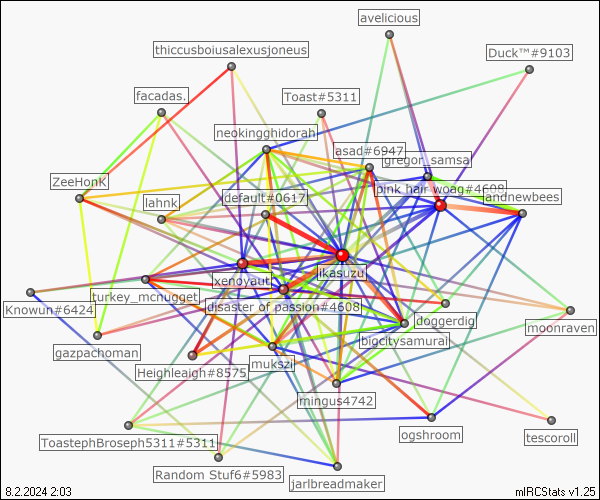 avelicious
thiccusboiusalexusjoneus
Duck™#9103
facadas.
Toast#5311
neokingghidorah
asad#6947
gregor_samsa
ZeeHonK
pink hair woag#4608
andnewbees
lahnk
default#0617
likasuzu
xenoyaut
disaster of passion#4608
turkey_mcnugget
Knowun#6424
doggerdig
moonraven
bigcitysamurai
gazpachoman
Heighleaigh#8575
mukszi
mingus4742
ogshroom
tescoroll
ToastephBroseph5311#5311
Random Stuf6#5983
jarlbreadmaker
8.2.2024 2:03
mIRCStats v1.25